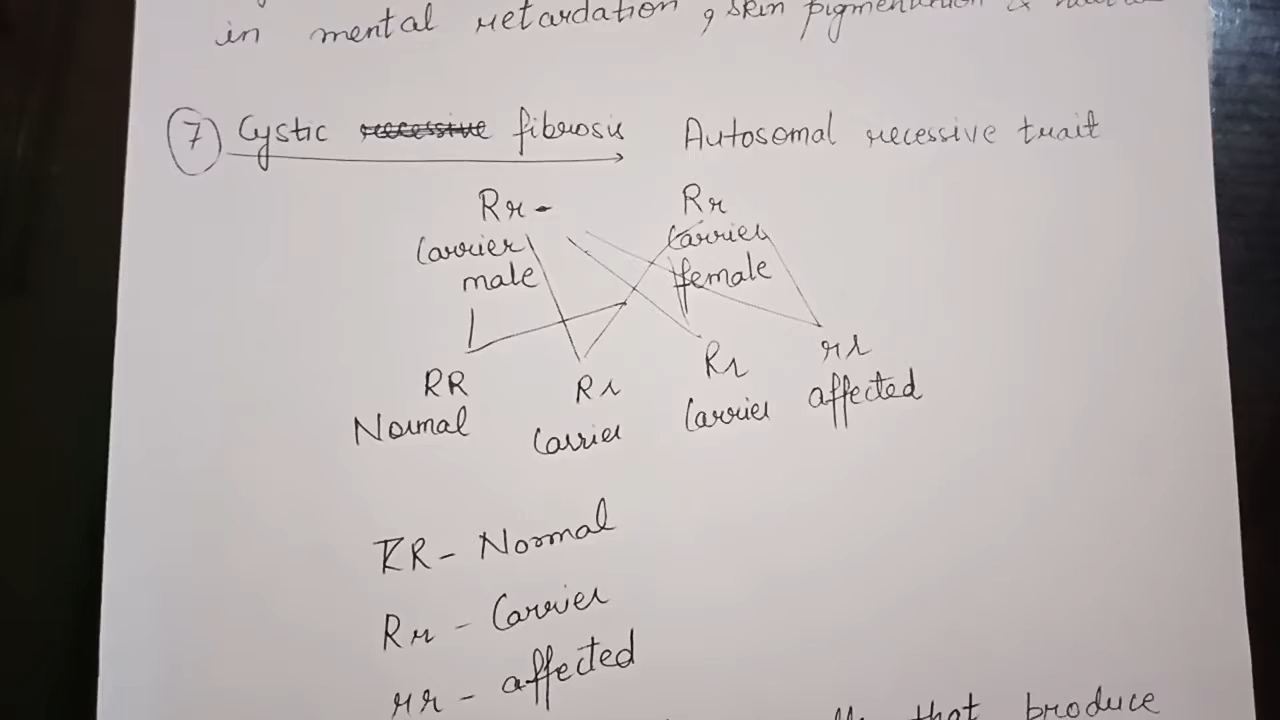 in mental retardation, skin pigmentation &
7) Cystic fibrosis Autosomal recessive trait
Rr - Rr
Carrier Carrier
male female
RR Rr Rr rr
Normal Carrier Carrier affected
RR - Normal
Rr - Carrier
rr - affected
that produce